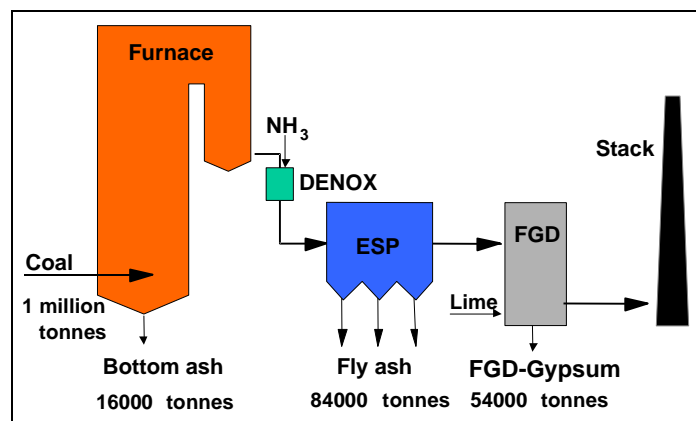 Furnace
NH3
DENOX
Stack
ESP
FGD
Coal
1 million
tonnes
Lime
Bottom ash
16000 tonnes
Fly ash
84000 tonnes
FGD-Gypsum
54000 tonnes